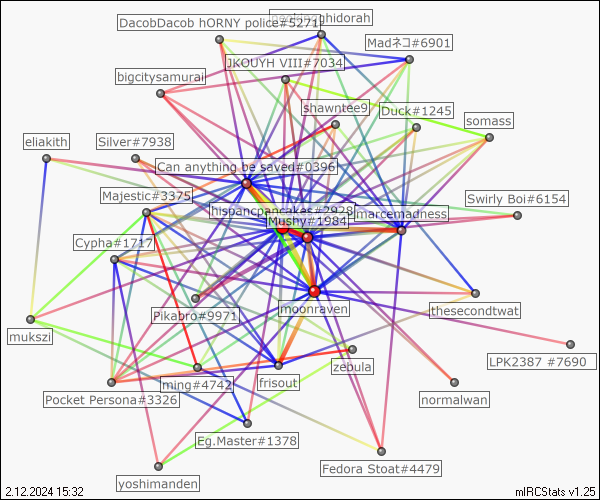 DacobDacob hORNY police#5271
Madネコ#6901
JKOUYH VIII#7034
bigcitysamurai
shawntee9
Duck#1245
somass
eliakith
Silver#7938
Can anything be saved#0396
Majestic#3375
Swirly Boi#6154
hispancpancakes#2928
marcemadness
Mushy#1984
Cypha#1717
moonraven
thesecondtwat
Pikabro#9971
mukszi
LPK2387 #7690
zebula
ming#4742
frisout
normalwan
Pocket Persona#3326
Eg.Master#1378
Fedora Stoat#4479
yoshimanden
2.12.2024 15:32
mIRCStats v1.25